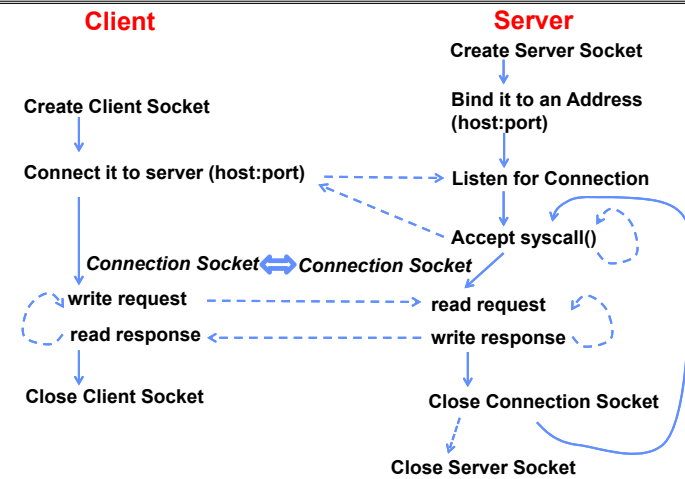 Client
Server
Create Server Socket
Create Client Socket
Bind it to an Address
(host:port)
Connect it to server (host:port)
Listen for Connection
Accept syscall()
Connection Socket
Connection Socket
write request
read request
read response
write response
Close Client Socket
Close Connection Socket
Close Server Socket